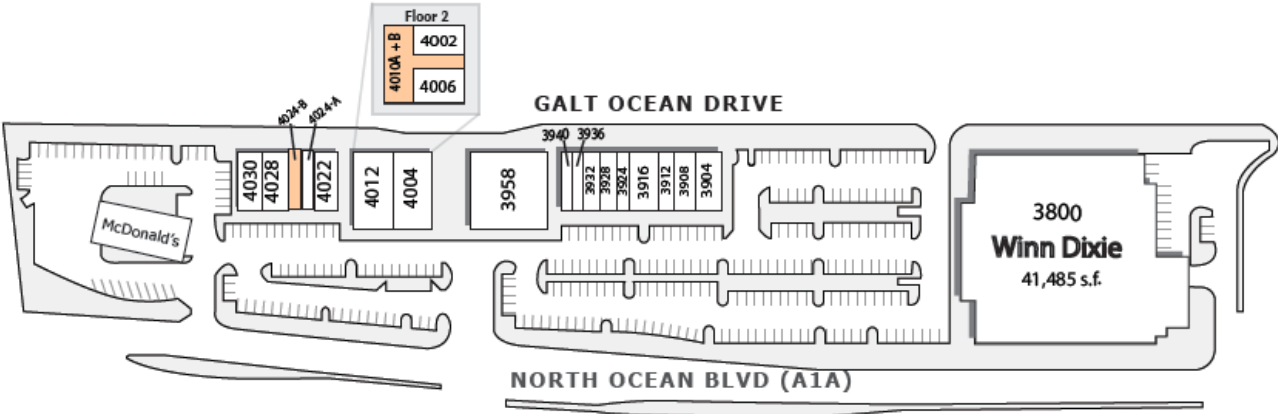 Floor 2
4010A + B
4002
4006
GALT OCEAN DRIVE
4024-B
4024-A
3940
3936
4030
4028
4022
4012
4004
3958
3932
3928
3924
3916
3912
3908
3904
McDonald's
3800
Winn Dixie
41,485 s.f.
NORTH OCEAN BLVD (A1A)